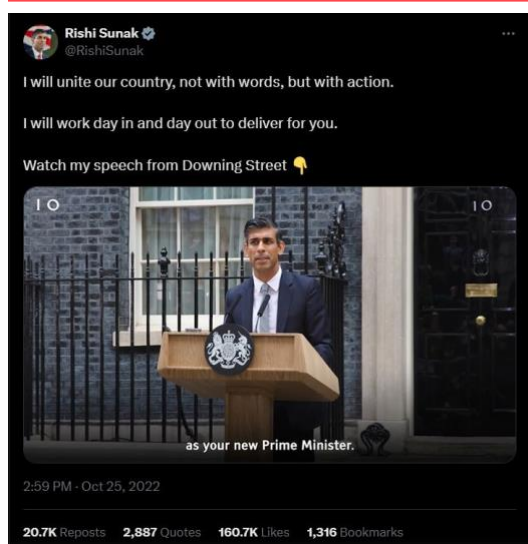 Rishi Sunak
@RishiSunak
I will unite our country, not with words, but with action.
I will work day in and day out to deliver for you.
Watch my speech from Downing Street 👇
10
10
as your new Prime Minister.
2:59 PM · Oct 25, 2022
20.7K Reposts 2,887 Quotes 160.7K Likes 1,316 Bookmarks